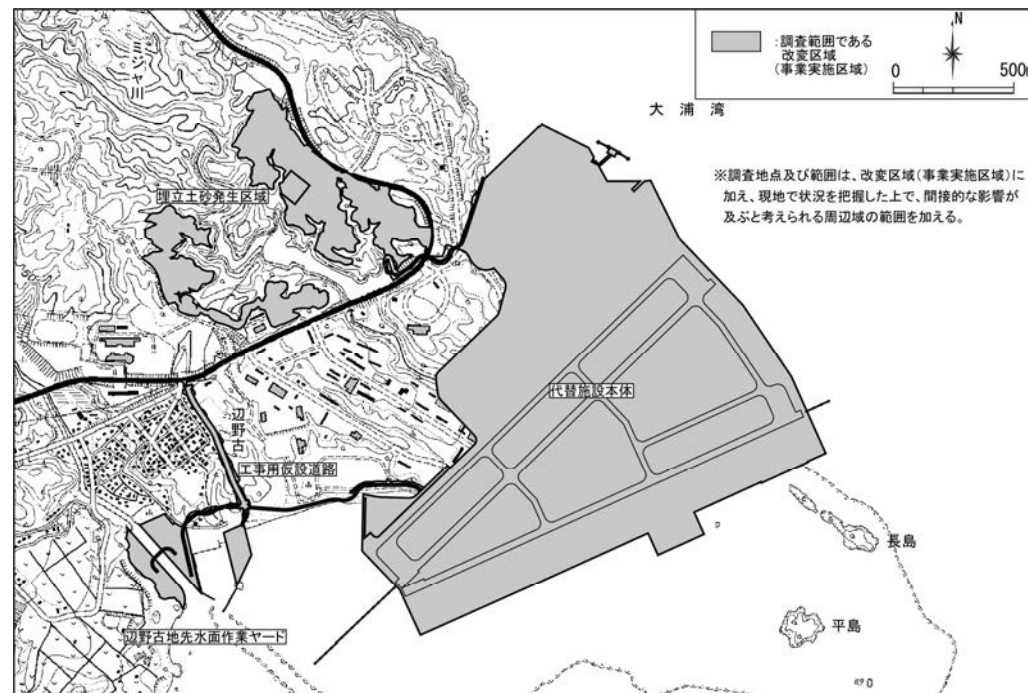 :調査範囲である
改変区域
(事業実施区域)
N
0 500m
大浦湾
※調査地点及び範囲は、改変区域(事業実施区域)に
加え、現地で状況を把握した上で、間接的な影響が
及ぶと考えられる周辺域の範囲を加える。
ミジャ川
埋立土砂発生区域
代替施設本体
辺野古
工事用仮設道路
長島
平島
辺野古地先水面作業ヤード